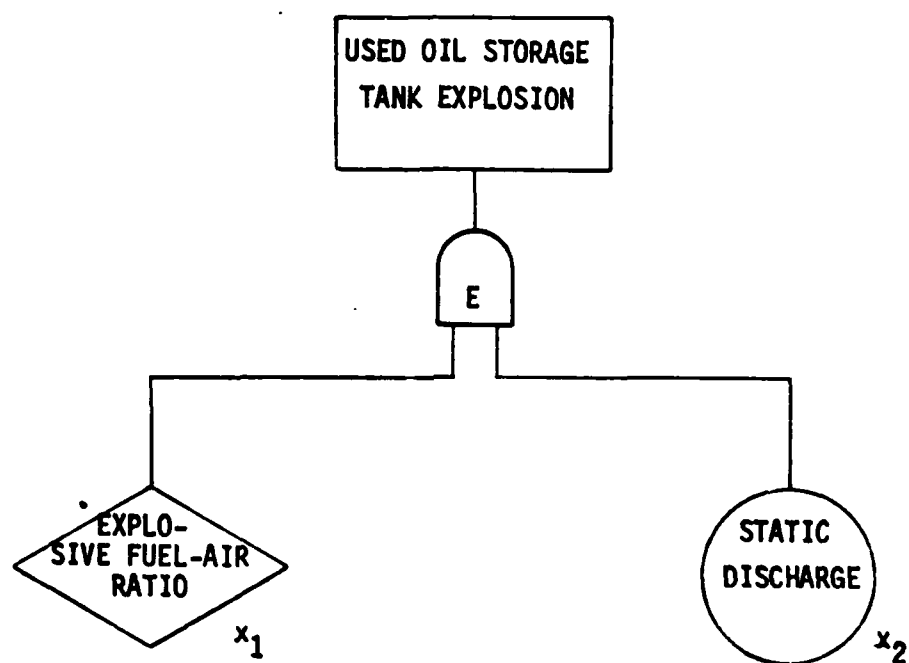 USED OIL STORAGE
TANK EXPLOSION
E
EXPLO-
SIVE FUEL-AIR
RATIO
x₁
STATIC
DISCHARGE
x₂